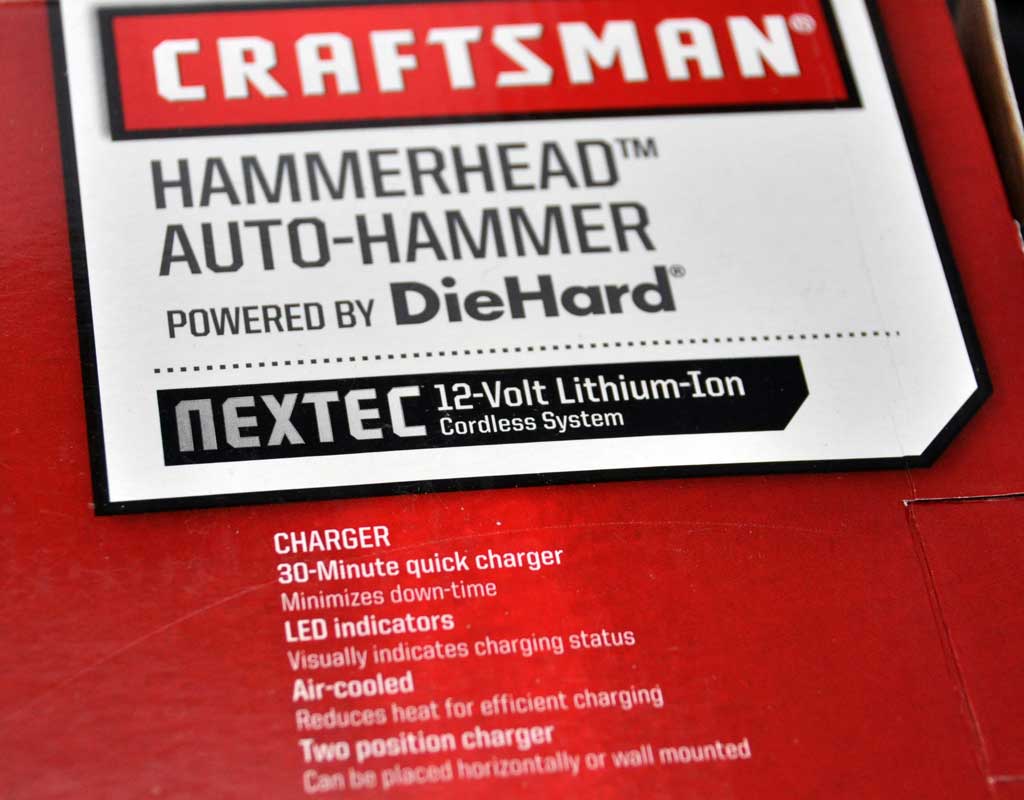 CRAFTSMAN®
HAMMERHEAD™
AUTO-HAMMER
POWERED BY DieHard®
NEXTEC 12-Volt Lithium-Ion
Cordless System
CHARGER
30-Minute quick charger
Minimizes down-time
LED indicators
Visually indicates charging status
Air-cooled
Reduces heat for efficient charging
Two position charger
Can be placed horizontally or wall mounted